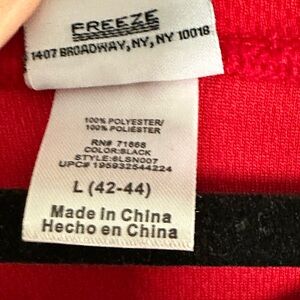 FREEZE
1407 BROADWAY, NY, NY 10018
100% POLYESTER/
100% POLIÉSTER
RN# 71668
COLOR:BLACK
STYLE:6LSN007
UPC# 195932544224
L (42-44)
Made in China
Hecho en China